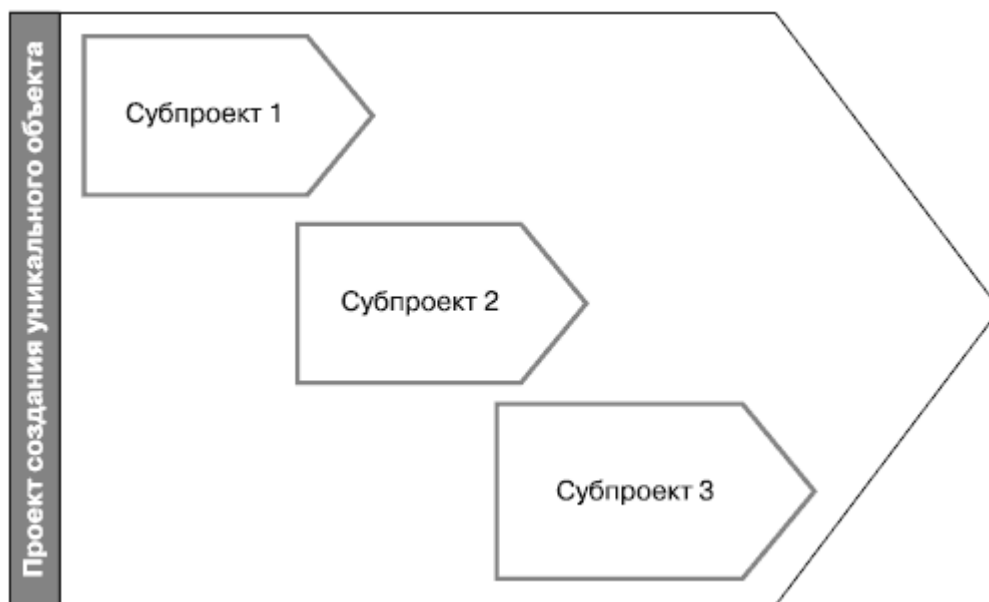 Проект создания уникального объекта
Субпроект 1
Субпроект 2
Субпроект 3